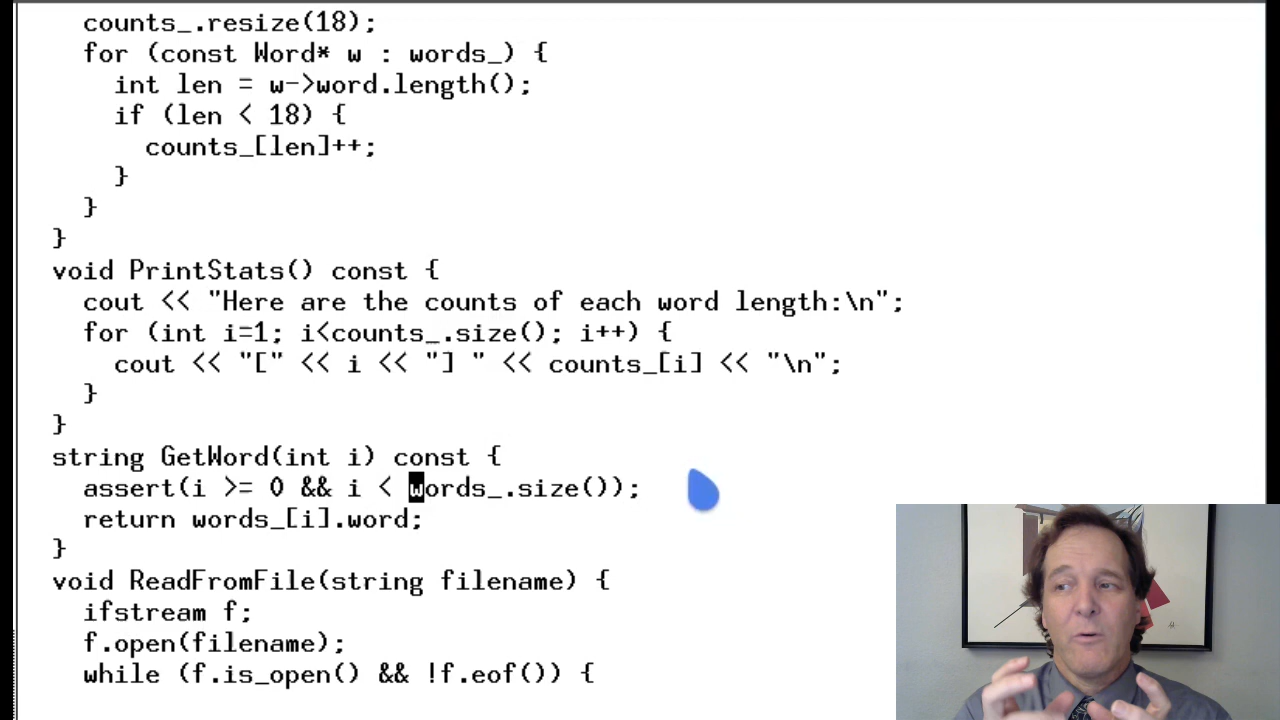 counts_.resize(18);
for (const Word* w : words_) {
int len = w->word.length();
if (len < 18) {
counts_[len]++;
}
}
}
void PrintStats() const {
cout << "Here are the counts of each word length:\n";
for (int i=1; i<counts_.size(); i++) {
cout << "[" << i << "] " << counts_[i] << "\n";
}
}
string GetWord(int i) const {
assert(i >= 0 && i < words_.size());
return words_[i].word;
}
void ReadFromFile(string filename) {
ifstream f;
f.open(filename);
while (f.is_open() && !f.eof()) {